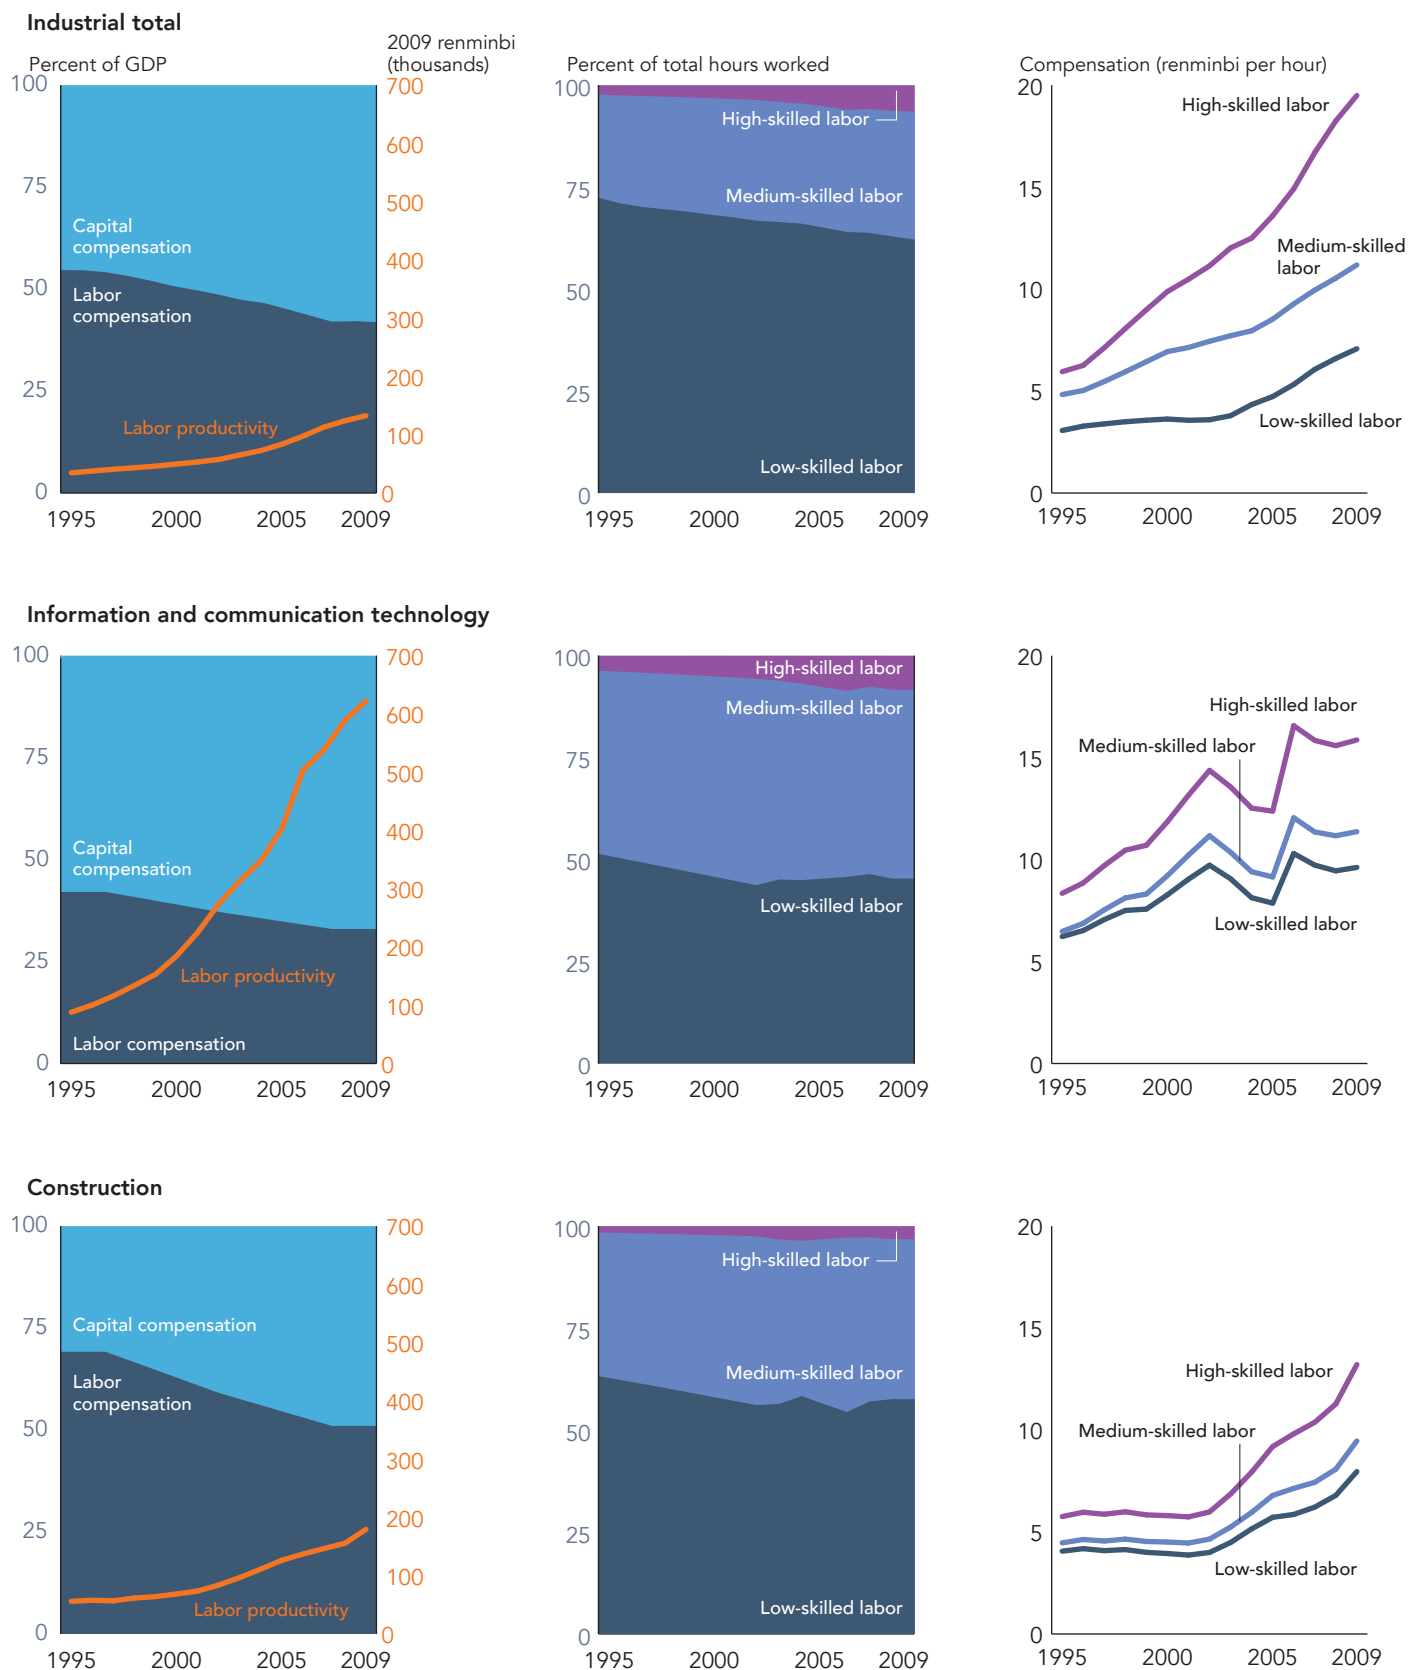 Industrial total
Percent of GDP
2009 renminbi
(thousands)
100
75
50
25
0
700
600
500
400
300
200
100
0
Capital
compensation
Labor
compensation
Labor productivity
1995 2000 2005 2009
Percent of total hours worked
100
75
50
25
0
High-skilled labor
Medium-skilled labor
Low-skilled labor
1995 2000 2005 2009
Compensation (renminbi per hour)
20
15
10
5
0
High-skilled labor
Medium-skilled
labor
Low-skilled labor
1995 2000 2005 2009
Information and communication technology
100
75
50
25
0
700
600
500
400
300
200
100
0
Capital
compensation
Labor productivity
Labor compensation
1995 2000 2005 2009
100
75
50
25
0
High-skilled labor
Medium-skilled labor
Low-skilled labor
1995 2000 2005 2009
20
15
10
5
0
High-skilled labor
Medium-skilled labor
Low-skilled labor
1995 2000 2005 2009
Construction
100
75
50
25
0
700
600
500
400
300
200
100
0
Capital compensation
Labor
compensation
Labor productivity
1995 2000 2005 2009
100
75
50
25
0
High-skilled labor
Medium-skilled labor
Low-skilled labor
1995 2000 2005 2009
20
15
10
5
0
High-skilled labor
Medium-skilled labor
Low-skilled labor
1995 2000 2005 2009